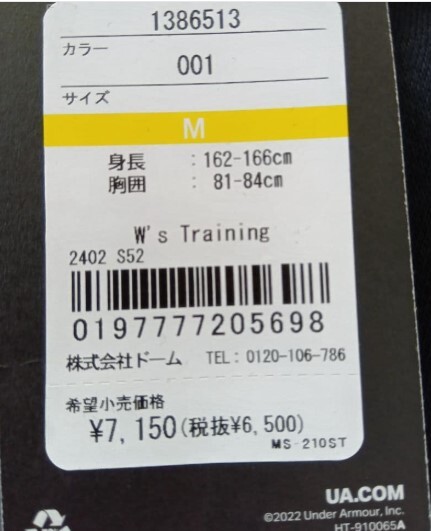 1386513
カラー
001
サイズ
M
身長 : 162-166cm
胸囲 : 81-84cm
W's Training
2402 S52
0197777205698
株式会社ドーム TEL: 0120-106-786
希望小売価格
¥7,150(税抜¥6,500)
MS-210ST
UA.COM
©2022 Under Armour, Inc.
HT-910065A